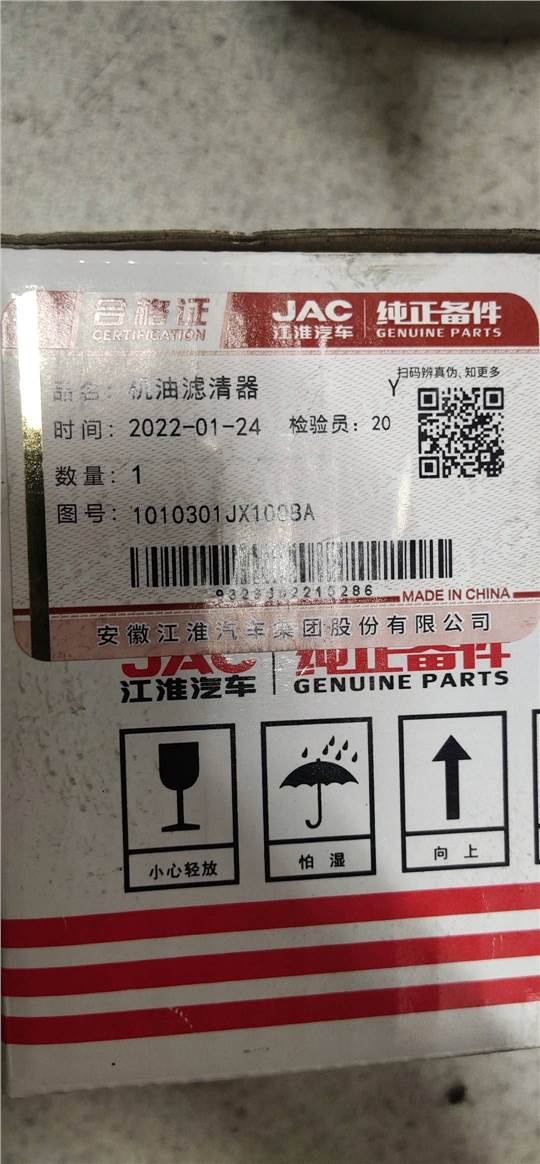 合格证
CERTIFICATION
JAC
江淮汽车
纯正备件
GENUINE PARTS
扫码辨真伪、知更多
品名：机油滤清器
Y
时间：2022-01-24 检验员：20
数量：1
图号：
MADE IN CHINA
安徽江淮汽车集团股份有限公司
JAC
江淮汽车
纯正备件
GENUINE PARTS
小心轻放
怕湿
向上